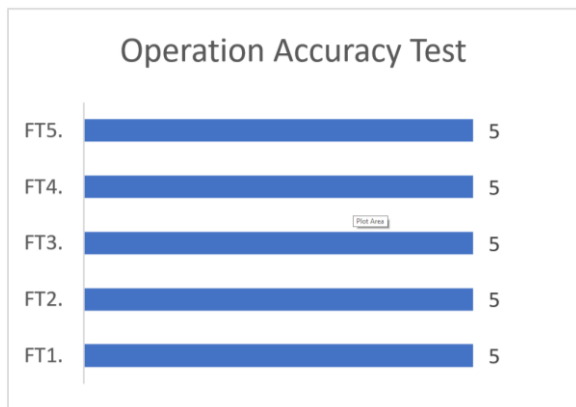 Operation Accuracy Test
FT5. 5
FT4. 5
Plot Area
FT3. 5
FT2. 5
FT1. 5